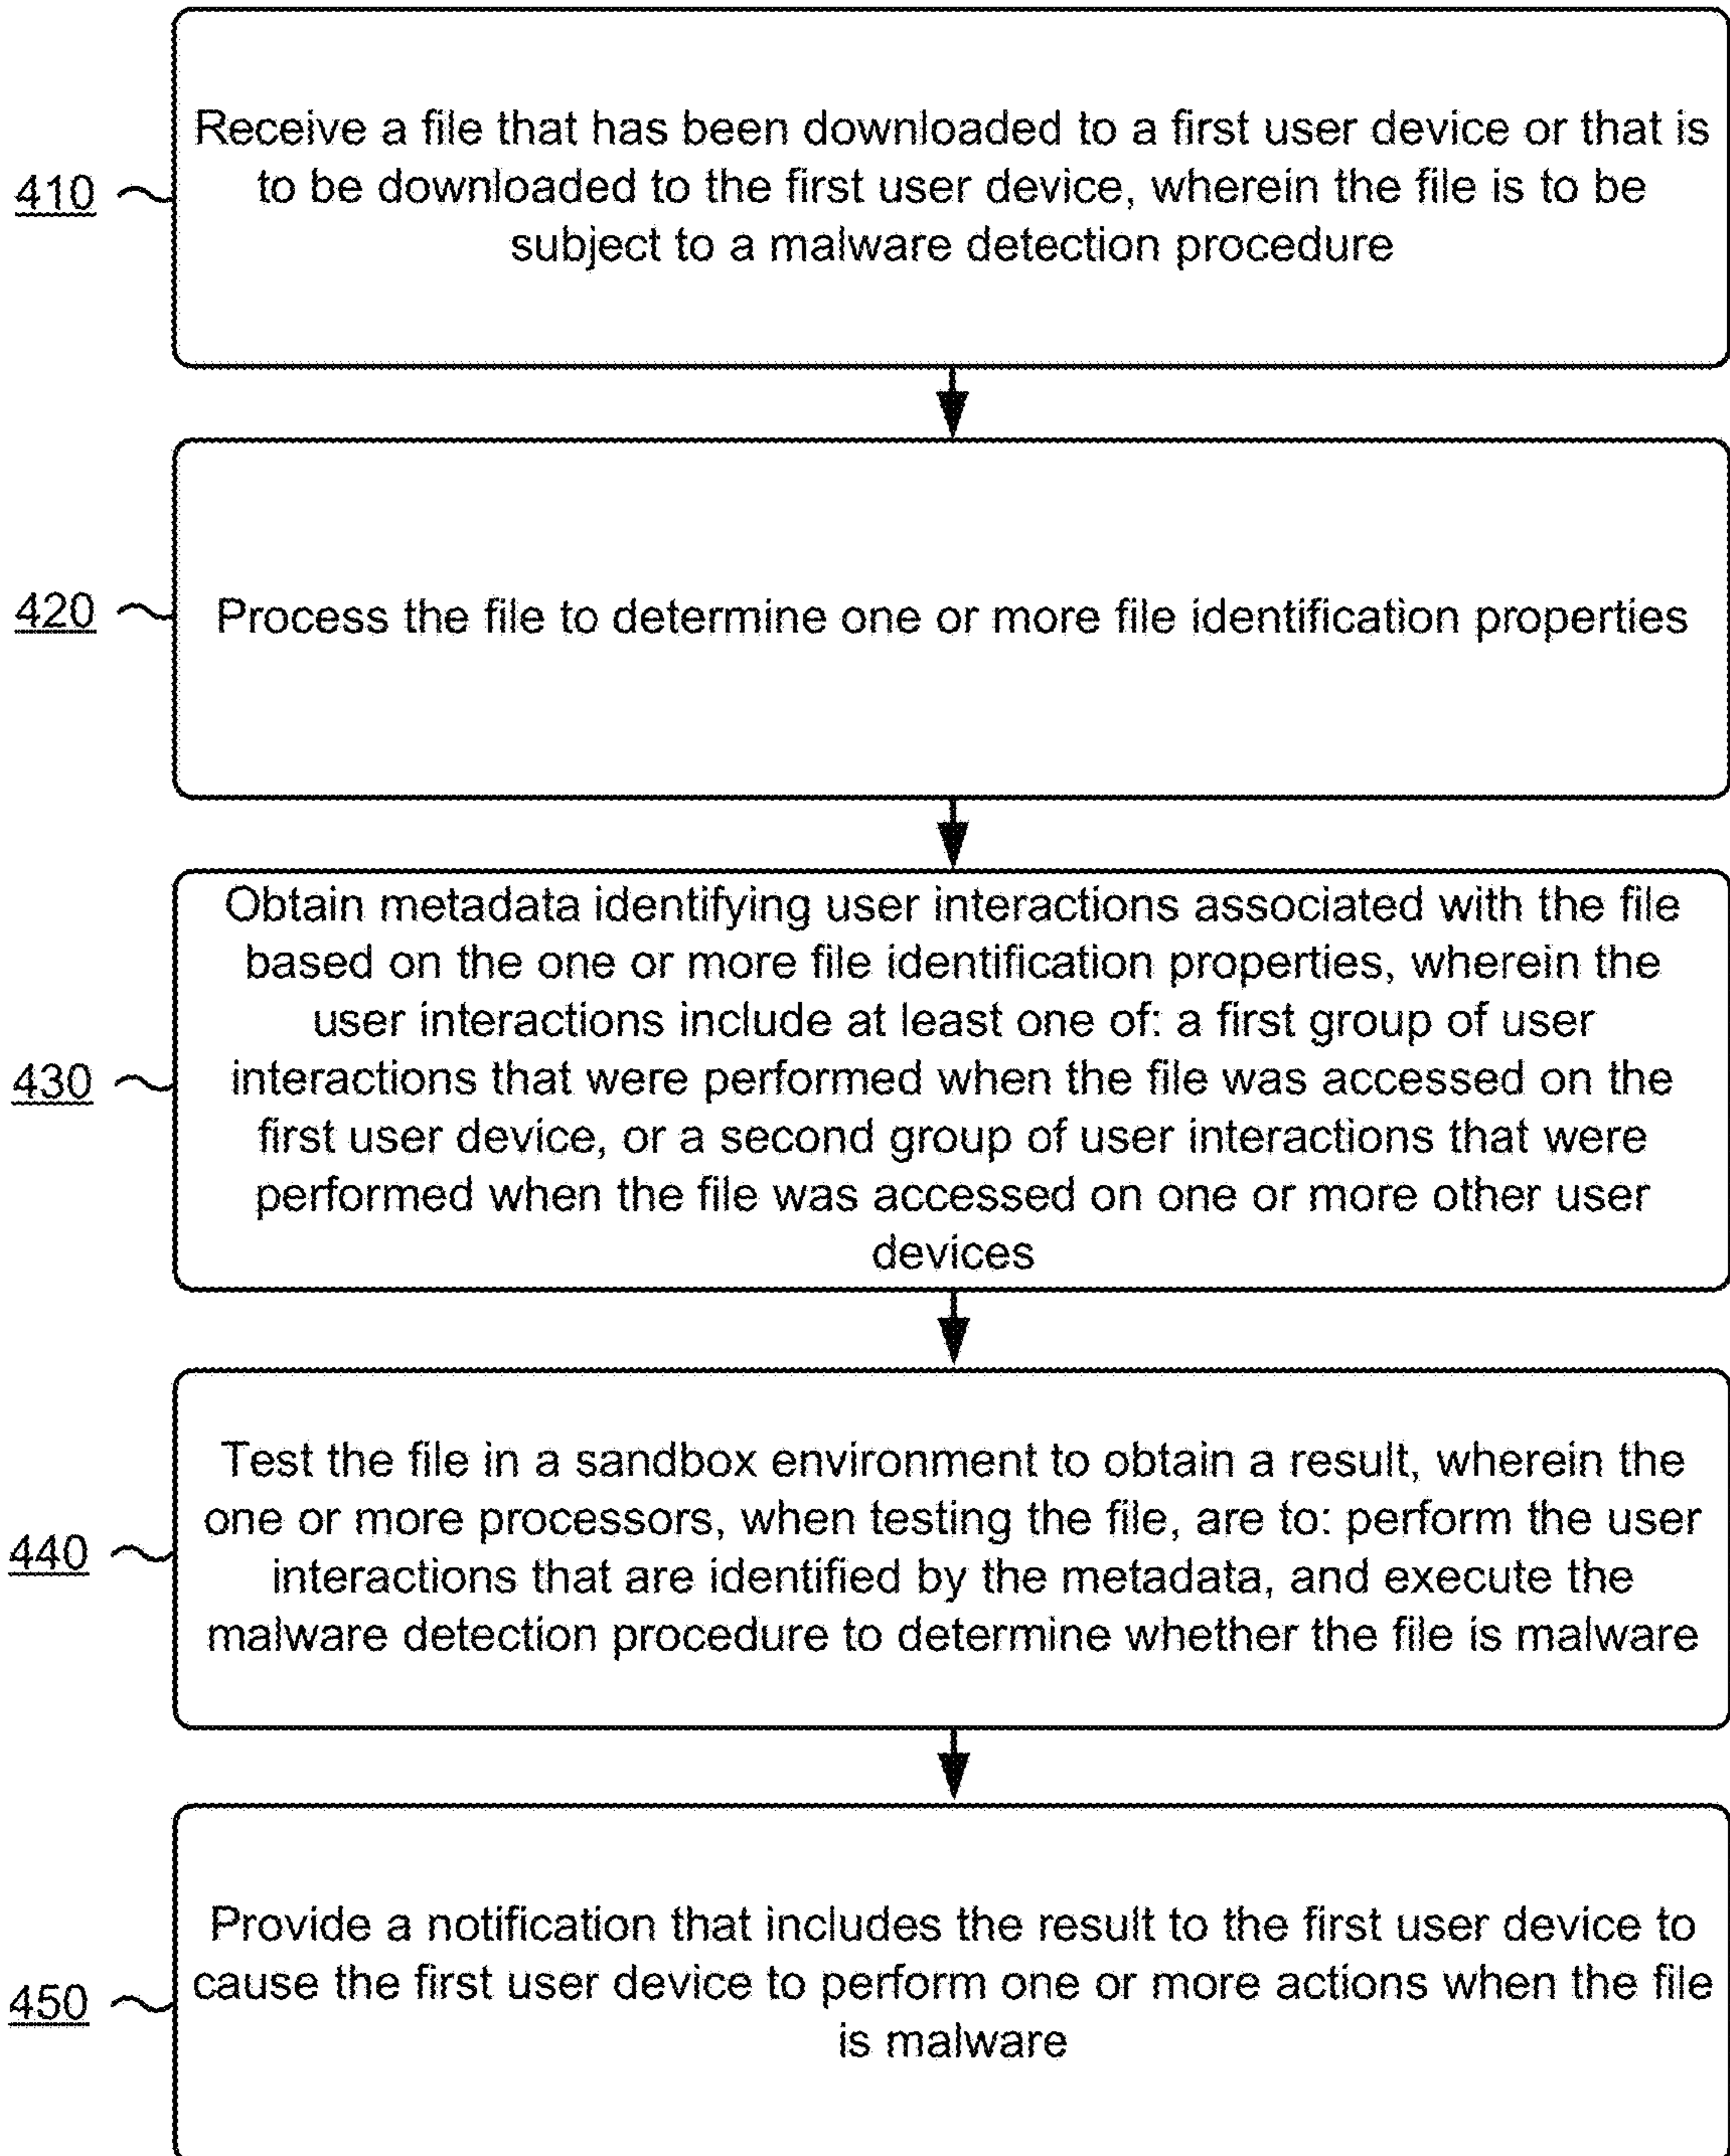 Receive a file that has been downloaded to a first user device or that is
410
to be downloaded to the first user device, wherein the file is to be
subject to a malware detection procedure
420
Process the file to determine one or more file identification properties
Obtain metadata identifying user interactions associated with the file
based on the one or more file identification properties, wherein the
user interactions include at least one of: a first group of user
430
interactions that were performed when the file was accessed on the
first user device, or a second group of user interactions that were
performed when the file was accessed on one or more other user
devices
Test the file in a sandbox environment to obtain a result, wherein the
one or more processors, when testing the file, are to: perform the user
440
interactions that are identified by the metadata, and execute the
malware detection procedure to determine whether the file is malware
Provide a notification that includes the result to the first user device to
cause the first user device to perform one or more actions when the file
450
is malware